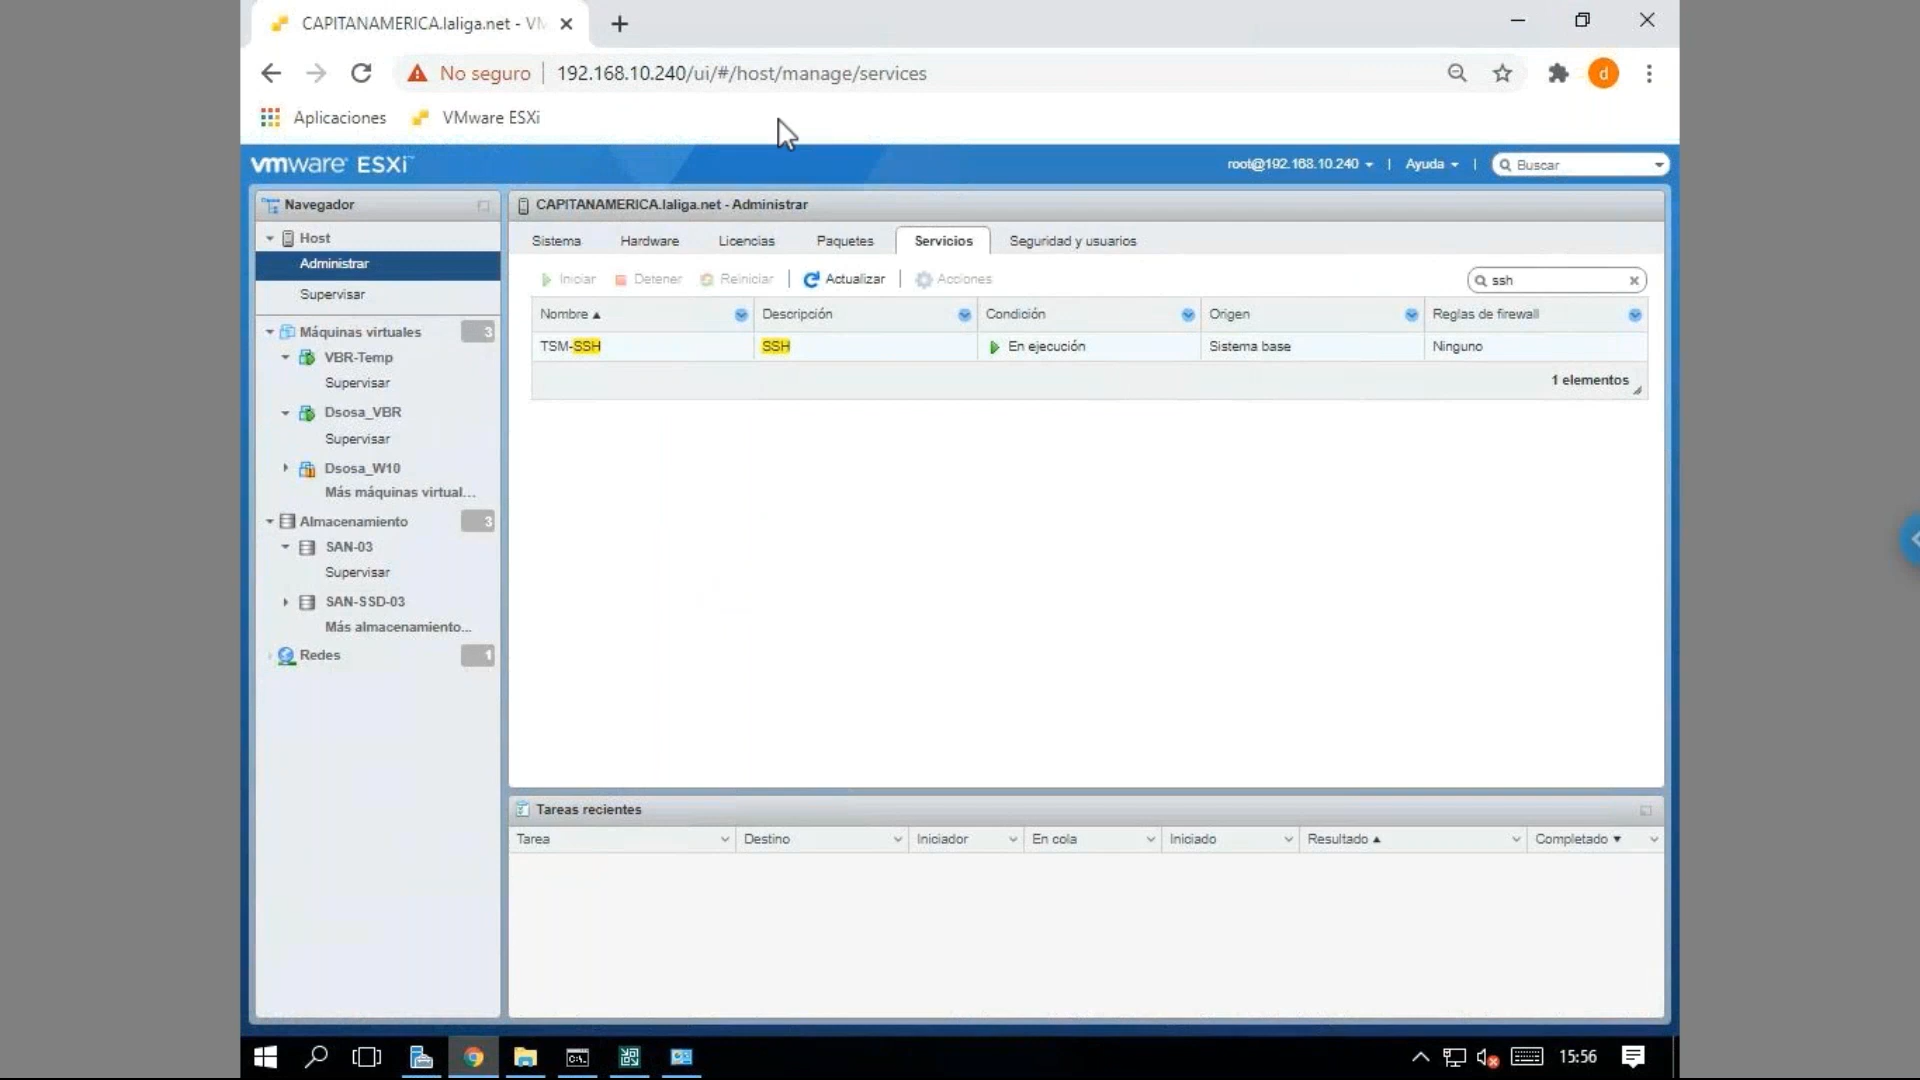 CAPITANAMERICA.laliga.net - VM
No seguro
192.168.10.240/ui/#/host/manage/services
d
Aplicaciones
VMware ESXi
vmware ESXi
root@192.168.10.240
Ayuda
Buscar
Navegador
Host
Administrar
Supervisar
Máquinas virtuales 3
VBR-Temp
Supervisar
Dsosa_VBR
Supervisar
Dsosa_W10
Más máquinas virtual...
Almacenamiento 3
SAN-03
Supervisar
SAN-SSD-03
Más almacenamiento...
Redes 1
CAPITANAMERICA.laliga.net - Administrar
Sistema Hardware Licencias Paquetes Servicios Seguridad y usuarios
Iniciar Detener Reiniciar | Actualizar | Acciones
ssh
Nombre Descripción Condición Origen Reglas de firewall
TSM-SSH SSH En ejecución Sistema base Ninguno
1 elementos
Tareas recientes
Tarea Destino Iniciador En cola Iniciado Resultado Completado
15:56